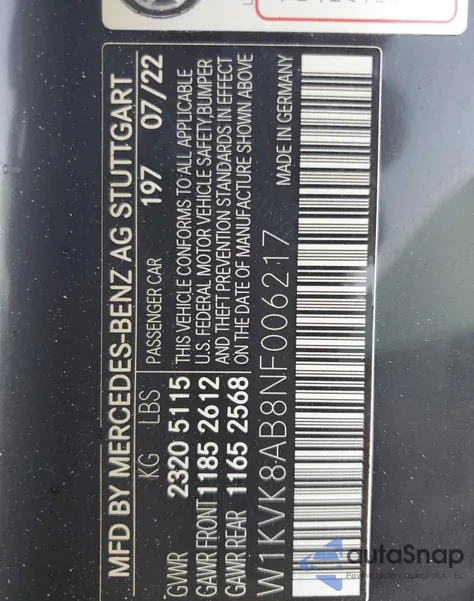 MFD BY MERCEDES-BENZ AG STUTTGART
KG LBS PASSENGER CAR 197 07/22
GVWR 2320 5115
GAWR FRONT 1185 2612
GAWR REAR 1165 2568
THIS VEHICLE CONFORMS TO ALL APPLICABLE
U.S. FEDERAL MOTOR VEHICLE SAFETY, BUMPER
AND THEFT PREVENTION STANDARDS IN EFFECT
ON THE DATE OF MANUFACTURE SHOWN ABOVE
W1KVK8AB8NF006217
MADE IN GERMANY
autaSnap